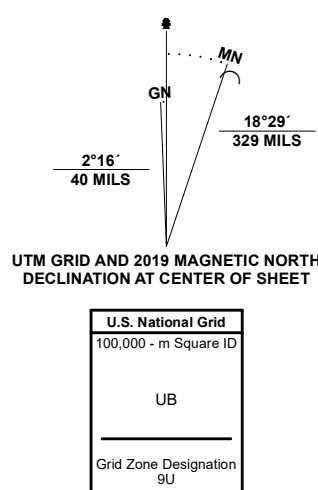 MN
GN
18°29´
329 MILS
2°16´
40 MILS
UTM GRID AND 2019 MAGNETIC NORTH
DECLINATION AT CENTER OF SHEET
U.S. National Grid
100,000 - m Square ID
UB
Grid Zone Designation
9U